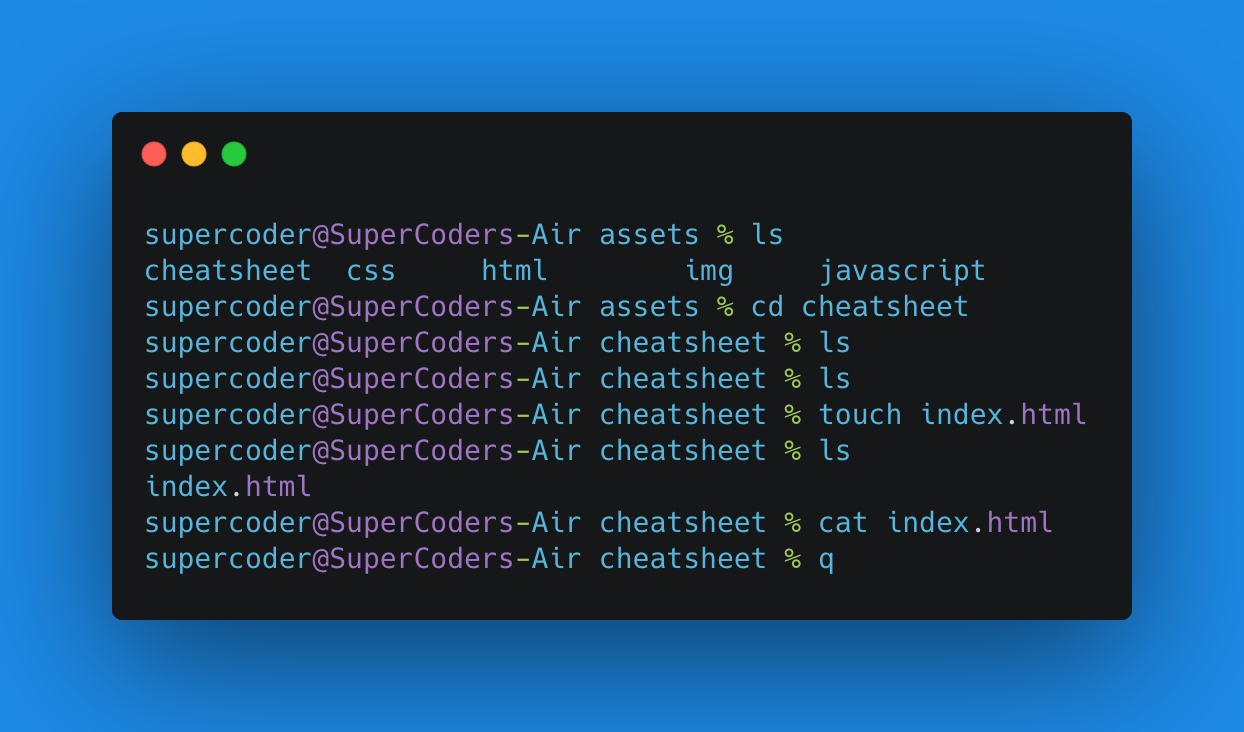 supercoder@SuperCoders-Air assets % ls
cheatsheet  css     html        img     javascript
supercoder@SuperCoders-Air assets % cd cheatsheet
supercoder@SuperCoders-Air cheatsheet % ls
supercoder@SuperCoders-Air cheatsheet % ls
supercoder@SuperCoders-Air cheatsheet % touch index.html
supercoder@SuperCoders-Air cheatsheet % ls
index.html
supercoder@SuperCoders-Air cheatsheet % cat index.html
supercoder@SuperCoders-Air cheatsheet % q